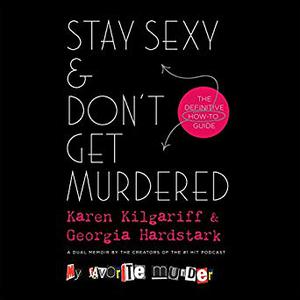 STAY SEXY
&
DON'T
GET
MURDERED
THE
DEFINITIVE
HOW-TO
GUIDE
Karen Kilgariff &
Georgia Hardstark
A DUAL MEMOIR BY THE CREATORS OF THE #1 HIT PODCAST
My favorite murder